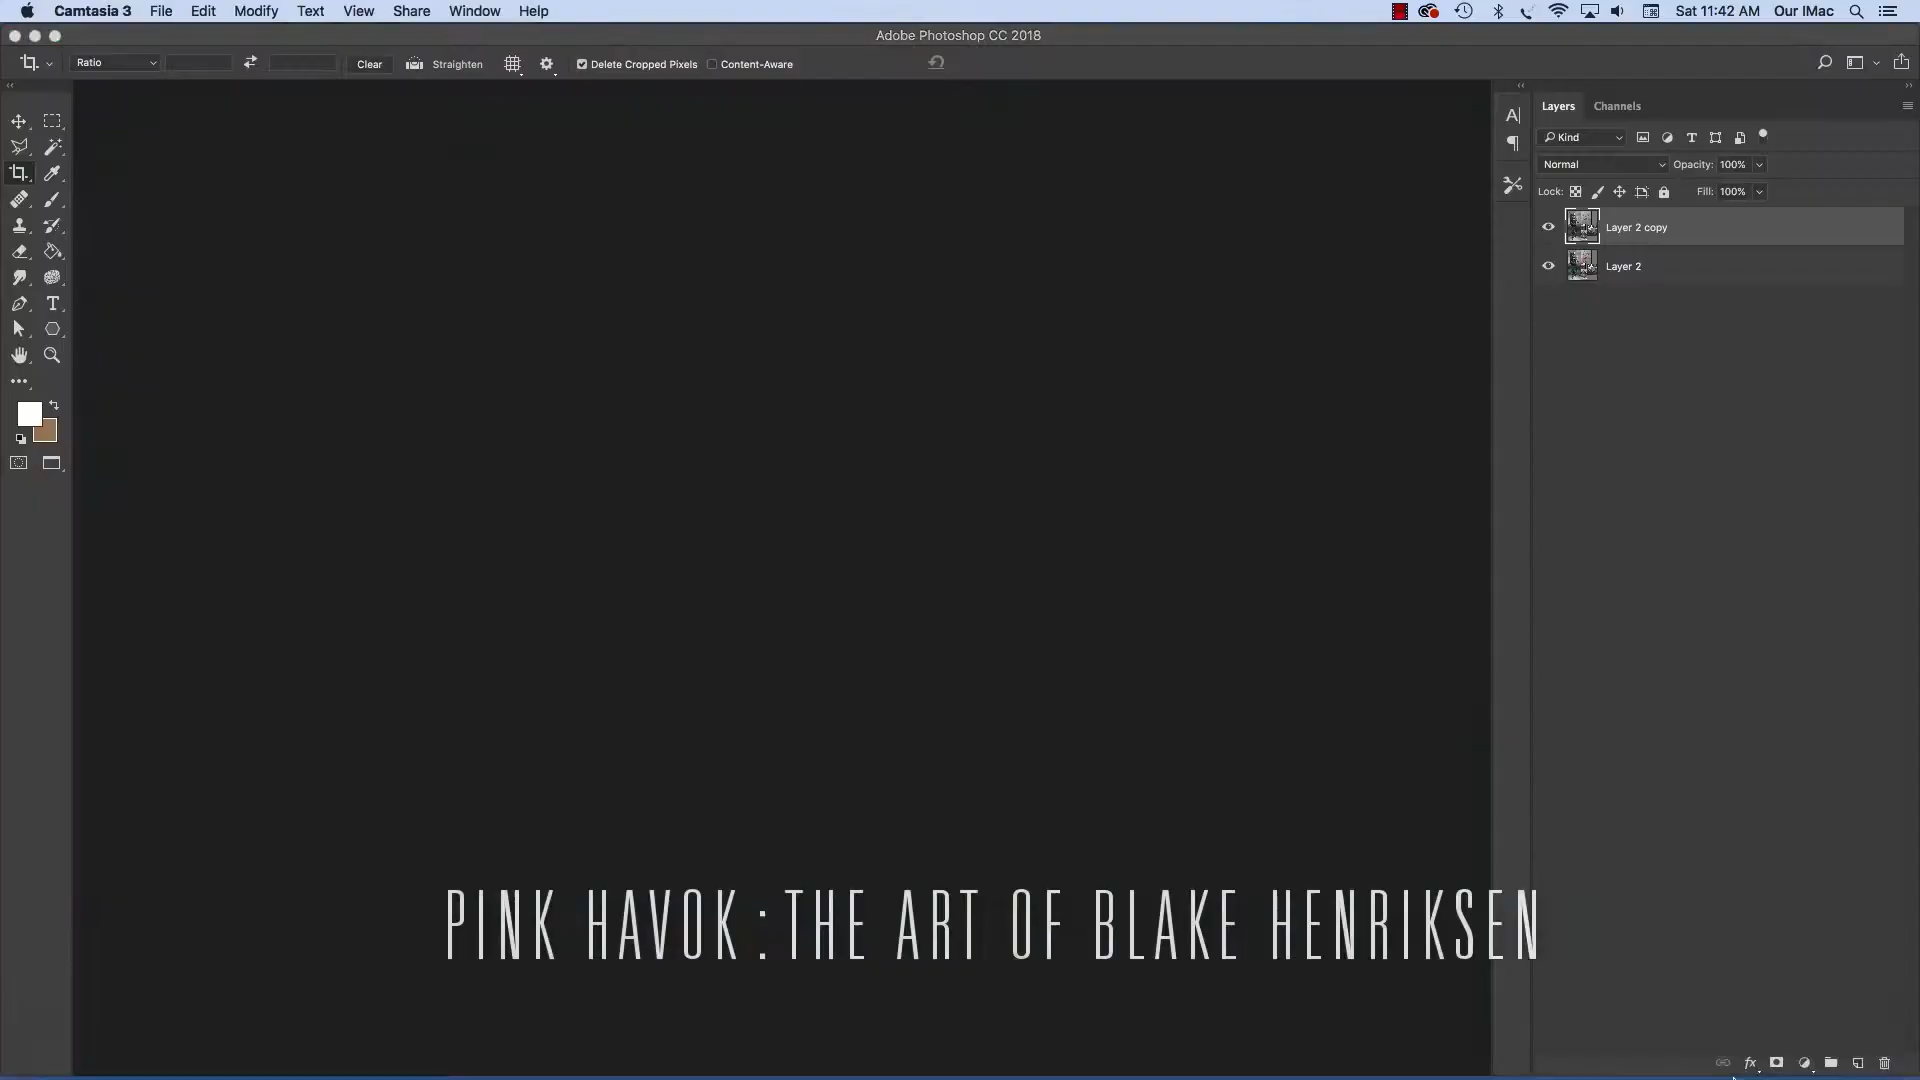 Camtasia 3 File Edit Modify Text View Share Window Help Sat 11:42 AM Our iMac
Adobe Photoshop CC 2018
Ratio Clear Straighten Delete Cropped Pixels Content-Aware
Layers Channels
Kind
Normal Opacity: 100%
Lock: Fill: 100%
Layer 2 copy
Layer 2
PINK HAVOK : THE ART OF BLAKE HENRIKSEN
fx